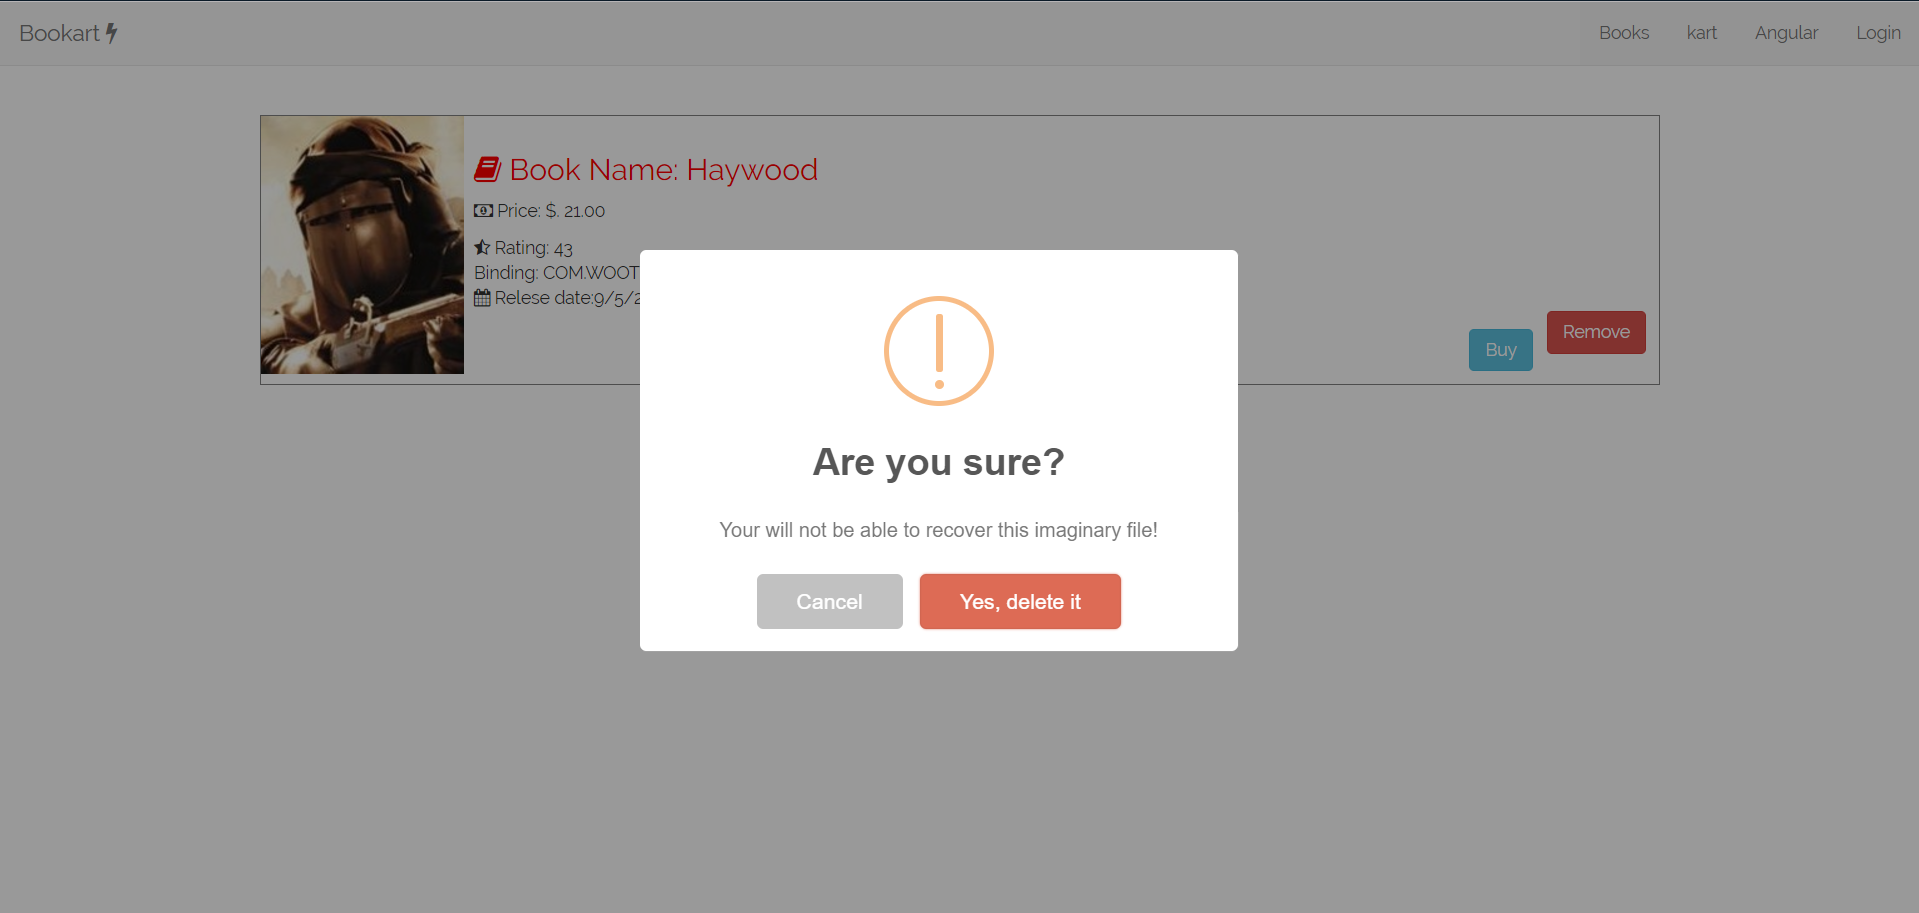 Bookart
Books kart Angular Login
Book Name: Haywood
Price: $. 21.00
Rating: 43
Binding: COM.WOOT
Relese date:9/5/2
Buy
Remove
Are you sure?
Your will not be able to recover this imaginary file!
Cancel
Yes, delete it